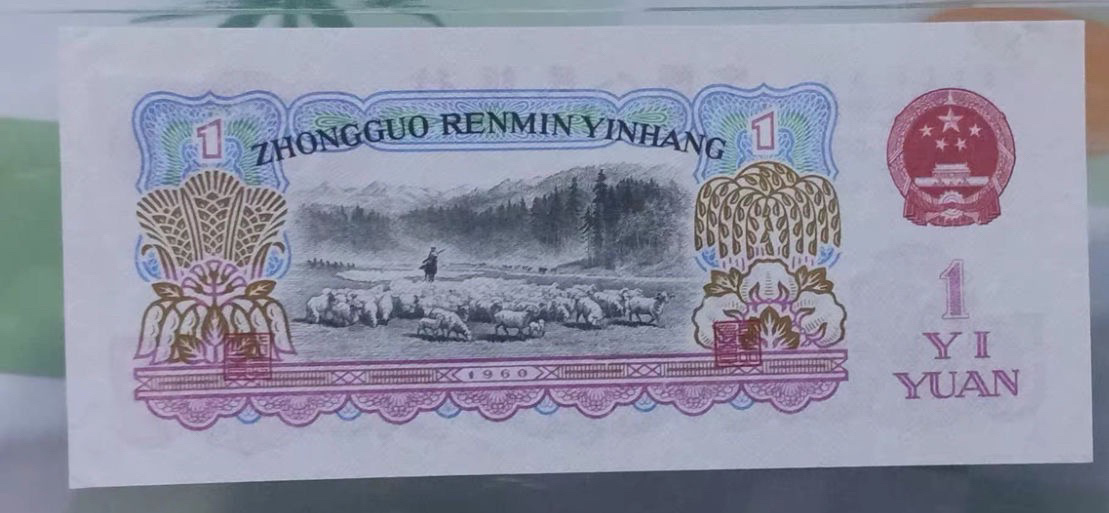 1
ZHONGGUO RENMIN YINHANG
1
1960
1
YI
YUAN